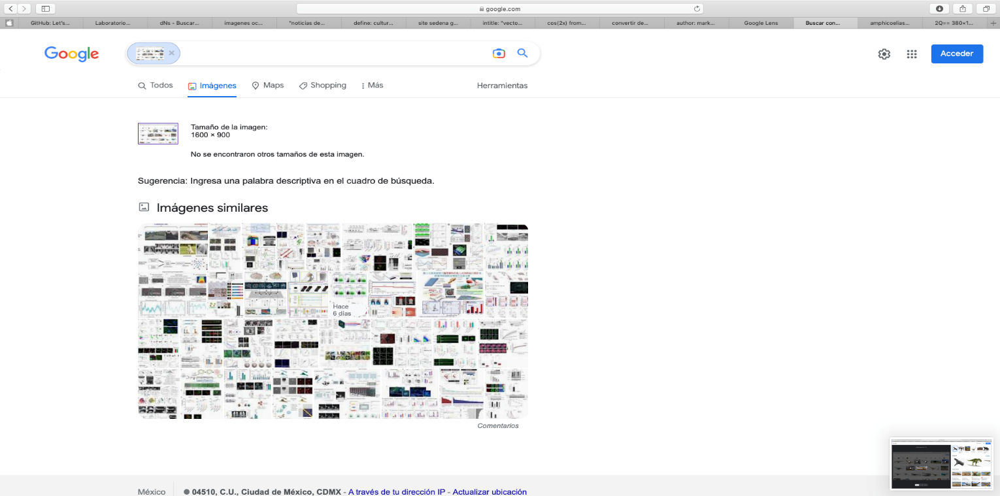 google.com
GitHub: Let's...
Laboratorio...
dNs - Buscar...
imagenes oc...
"noticias de...
define: cultur...
site sedena g...
intitle: "vecto...
cos(2x) from...
convertir de...
author: mark...
Google Lens
Buscar con...
amphicoelias...
2Q== 380×1...
Google
Acceder
Todos
Imágenes
Maps
Shopping
Más
Herramientas
Tamaño de la imagen:
1600 × 900
No se encontraron otros tamaños de esta imagen.
Sugerencia: Ingresa una palabra descriptiva en el cuadro de búsqueda.
Imágenes similares
Hace
6 días
Comentarios
México
04510, C.U., Ciudad de México, CDMX - A través de tu dirección IP - Actualizar ubicación